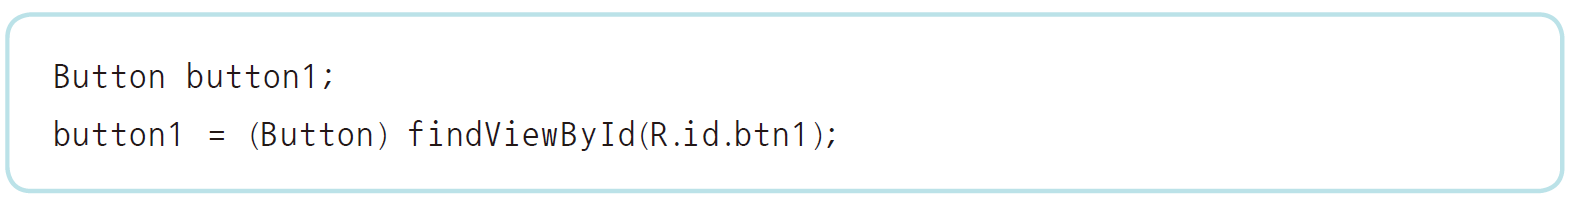 Button button1;
button1 = (Button) findViewById(R.id.btn1);